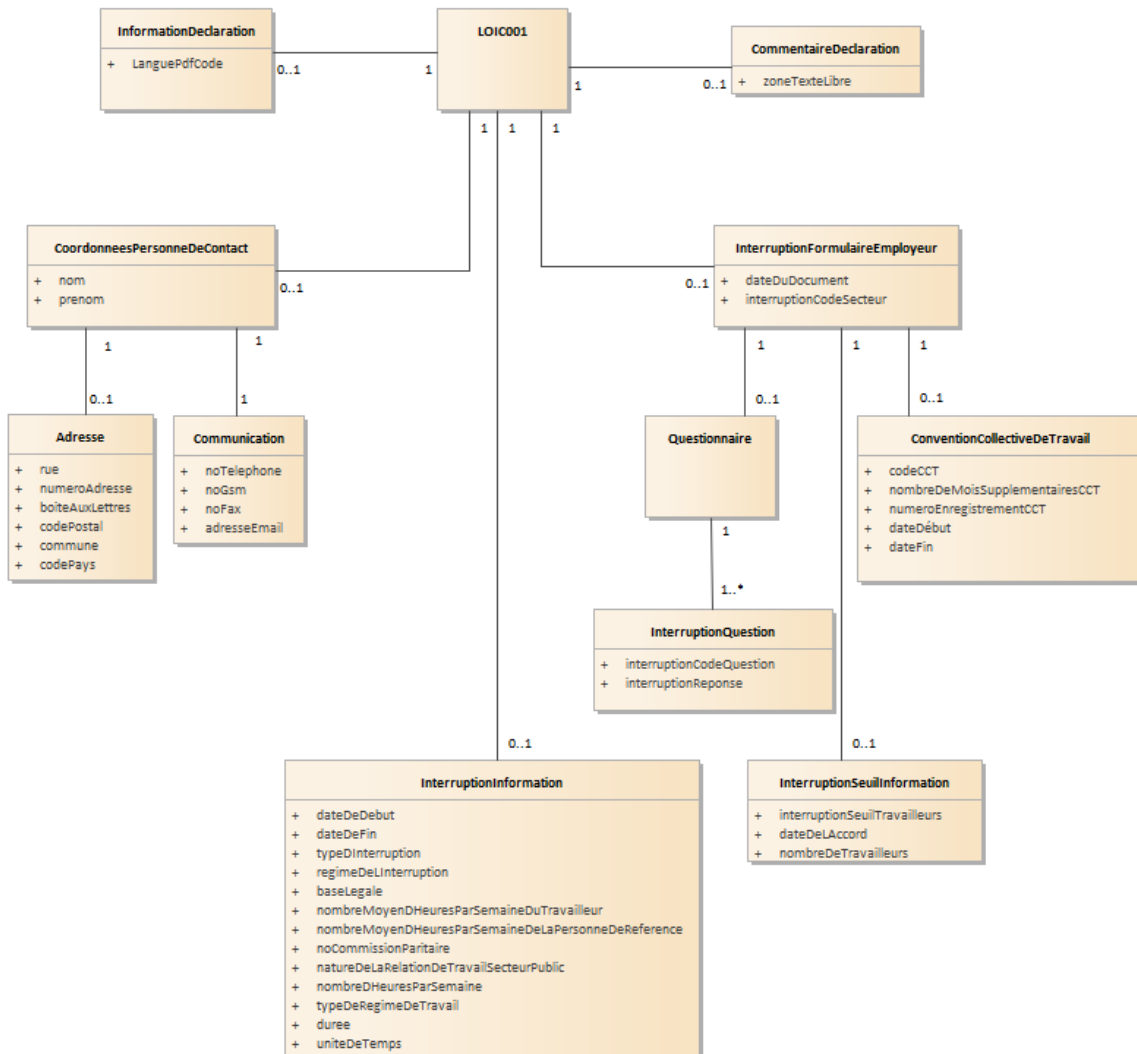 InformationDeclaration
+ LanguePdfCode
0..1
1
LOIC001
CommentaireDeclaration
+ zoneTexteLibre
1
0..1
1
1
1
CoordonneesPersonneDeContact
+ nom
+ prenom
0..1
InterruptionFormulaireEmployeur
+ dateDuDocument
+ interruptionCodeSecteur
0..1
1
1
1
1
1
0..1
1
0..1
0..1
Adresse
+ rue
+ numeroAdresse
+ boiteAuxLettres
+ codePostal
+ commune
+ codePays
Communication
+ noTelephone
+ noGsm
+ noFax
+ adresseEmail
Questionnaire
ConventionCollectiveDeTravail
+ codeCCT
+ nombreDeMoisSupplementairesCCT
+ numeroEnregistrementCCT
+ dateDébut
+ dateFin
1
1..*
InterruptionQuestion
+ interruptionCodeQuestion
+ interruptionReponse
0..1
0..1
InterruptionInformation
+ dateDeDebut
+ dateDeFin
+ typeDInterruption
+ regimeDeLInterruption
+ baseLegale
+ nombreMoyenDHeuresParSemaineDuTravailleur
+ nombreMoyenDHeuresParSemaineDeLaPersonneDeReference
+ noCommissionParitaire
+ natureDeLaRelationDeTravailSecteurPublic
+ nombreDHeuresParSemaine
+ typeDeRegimeDeTravail
+ duree
+ uniteDeTemps
InterruptionSeuilInformation
+ interruptionSeuilTravailleurs
+ dateDeLAccord
+ nombreDeTravailleurs